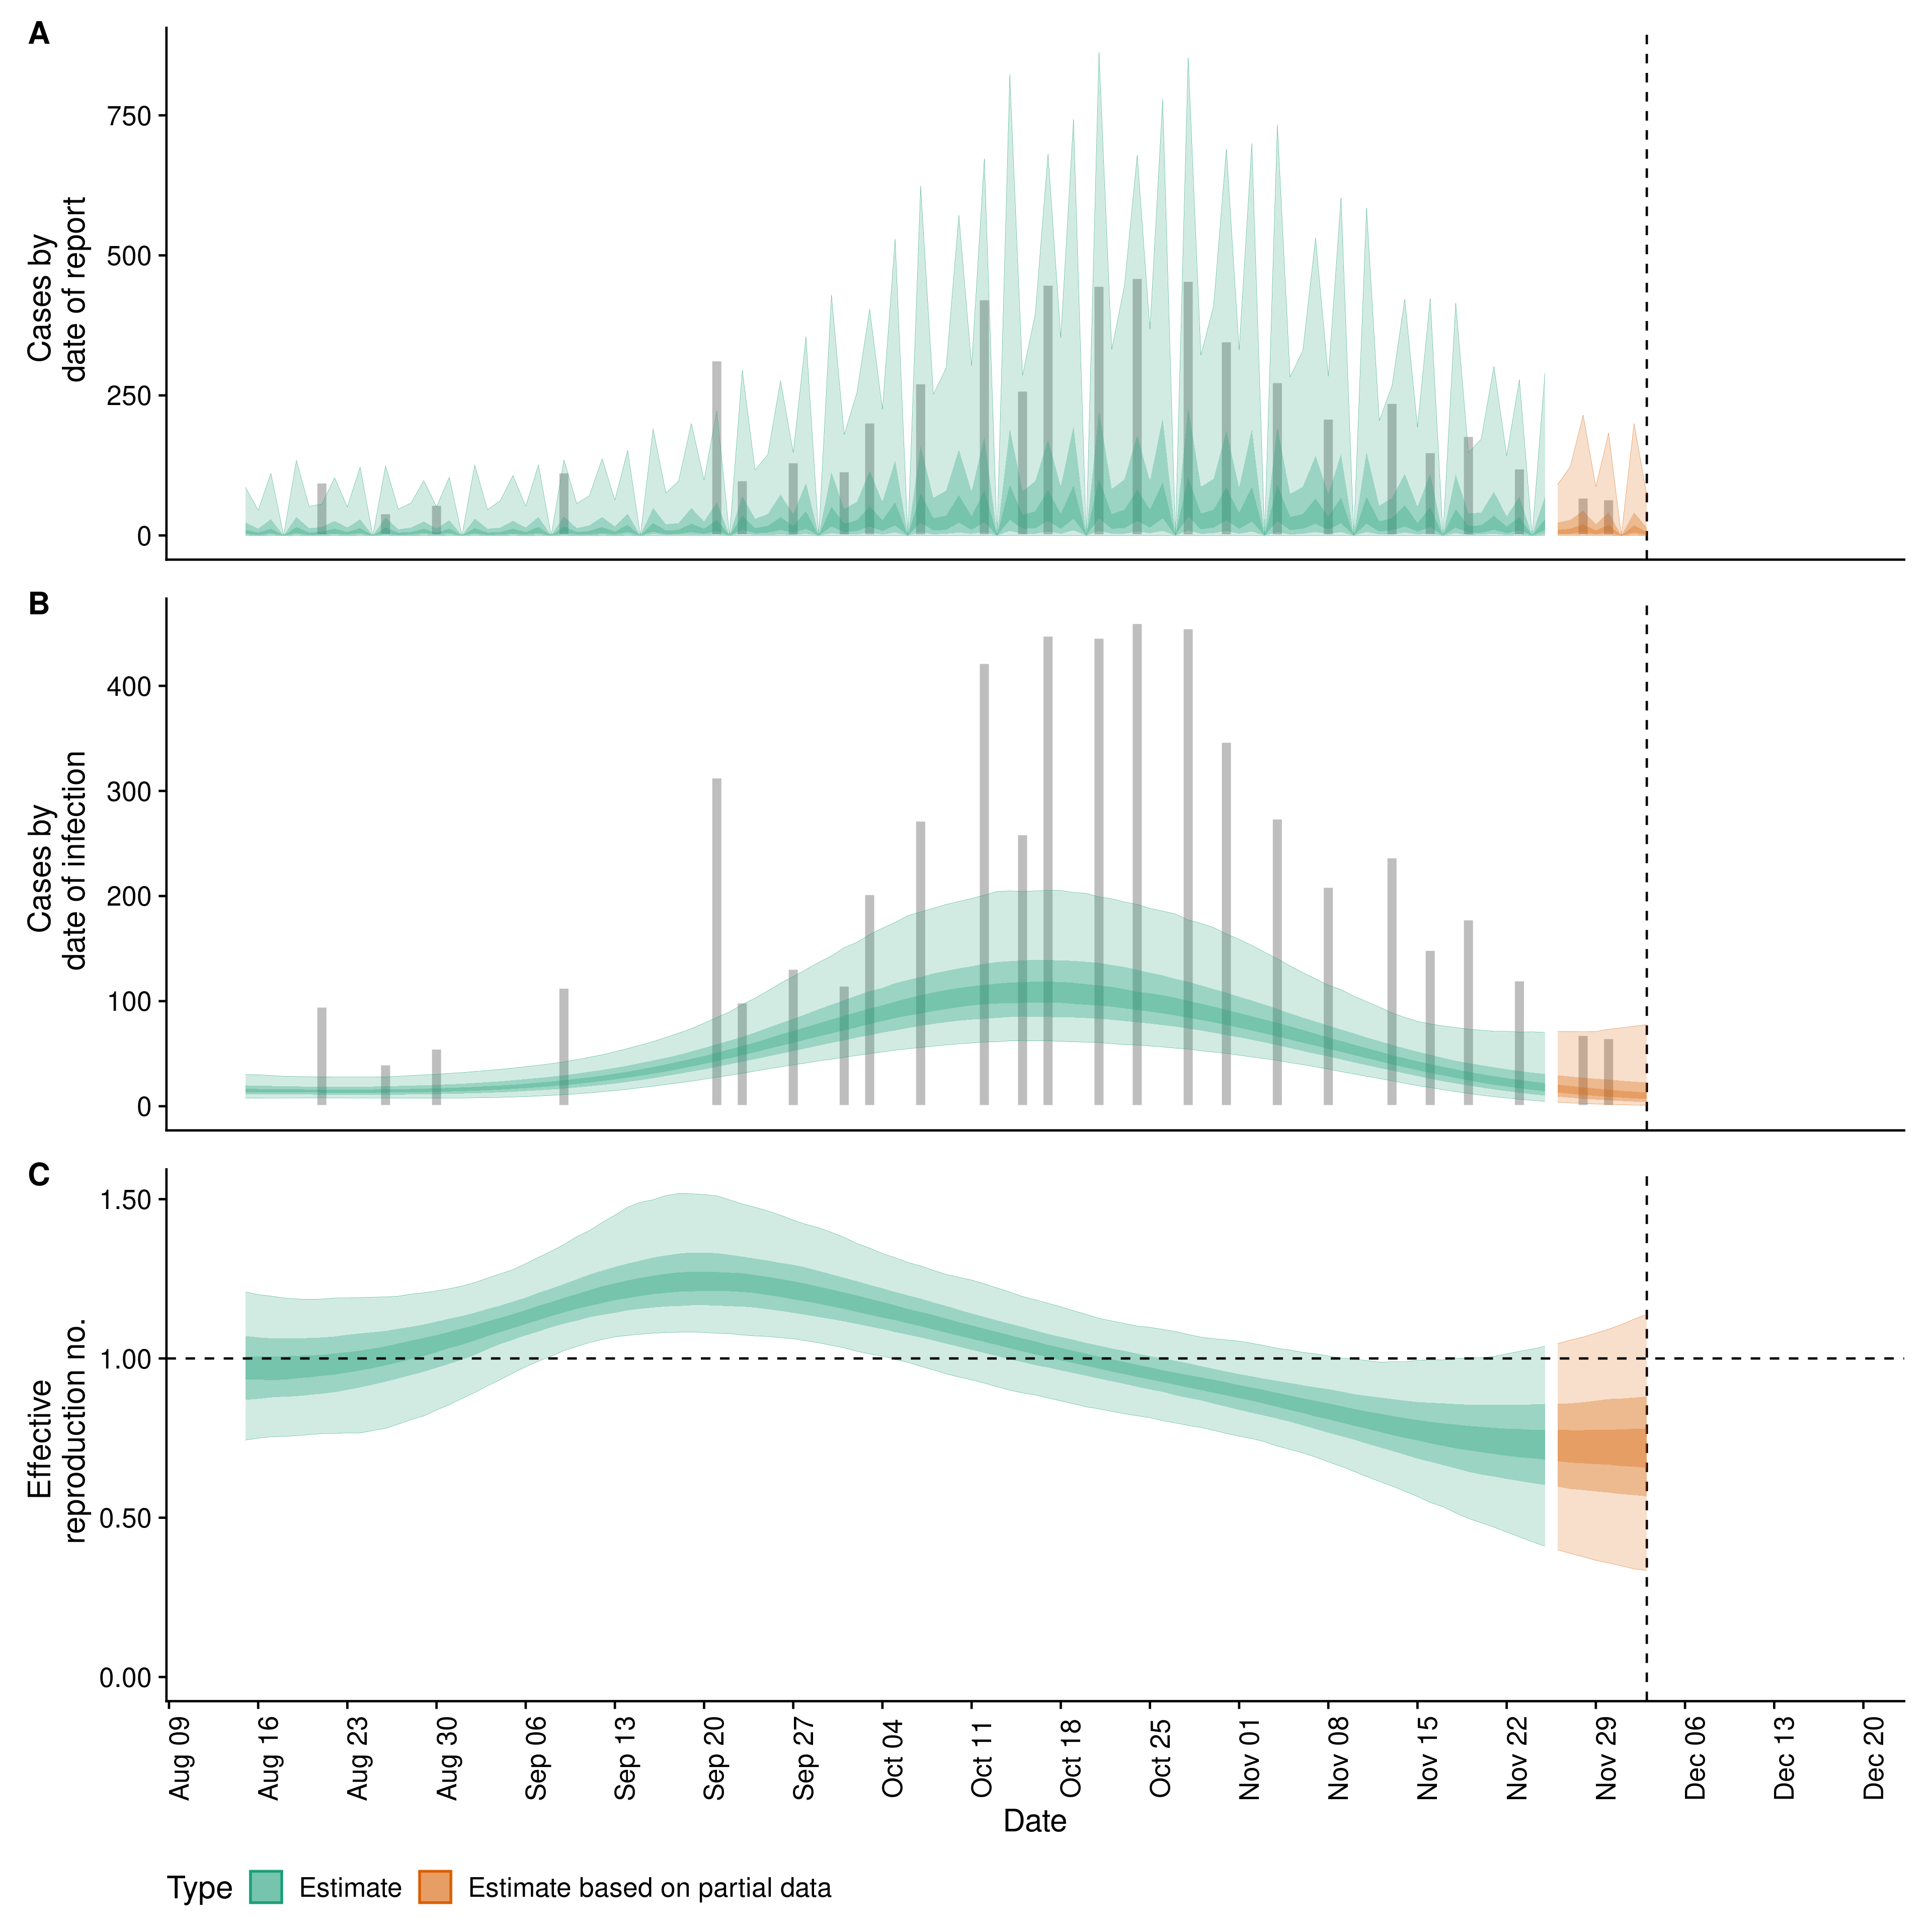 A
Cases by
date of report
750
500
250
0
B
Cases by
date of infection
400
300
200
100
0
C
Effective
reproduction no.
1.50
1.00
0.50
0.00
Aug 09
Aug 16
Aug 23
Aug 30
Sep 06
Sep 13
Sep 20
Sep 27
Oct 04
Oct 11
Oct 18
Oct 25
Nov 01
Nov 08
Nov 15
Nov 22
Nov 29
Dec 06
Dec 13
Dec 20
Date
Type Estimate Estimate based on partial data